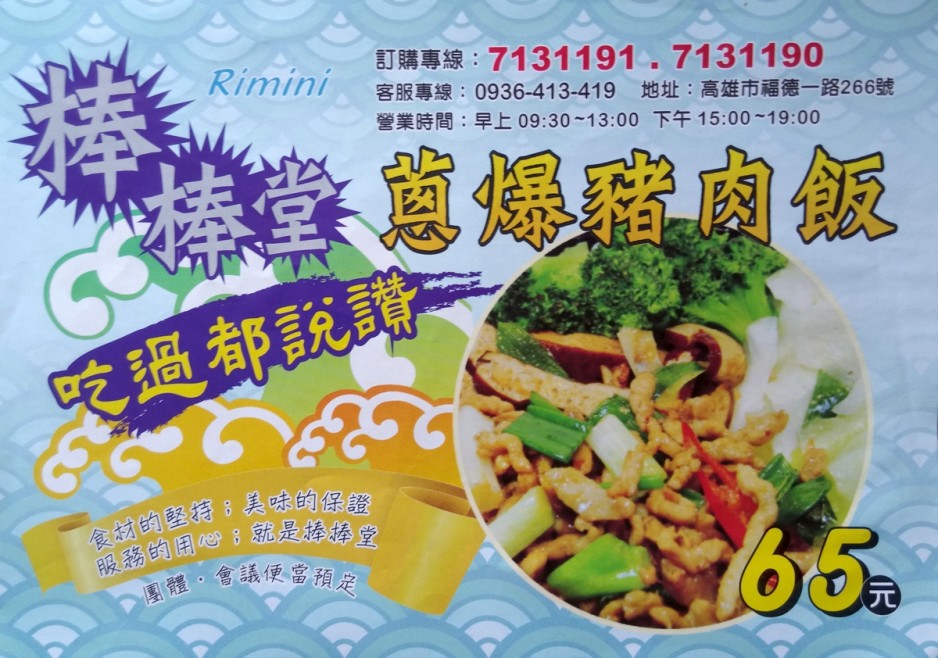 棒棒堂
Rimini
訂購專線：7131191 . 7131190
客服專線：0936-413-419 地址：高雄市福德一路266號
營業時間：早上 09:30~13:00 下午 15:00~19:00
蔥爆豬肉飯
吃過都說讚
食材的堅持；美味的保證
服務的用心；就是棒棒堂
團體．會議便當預定
65元